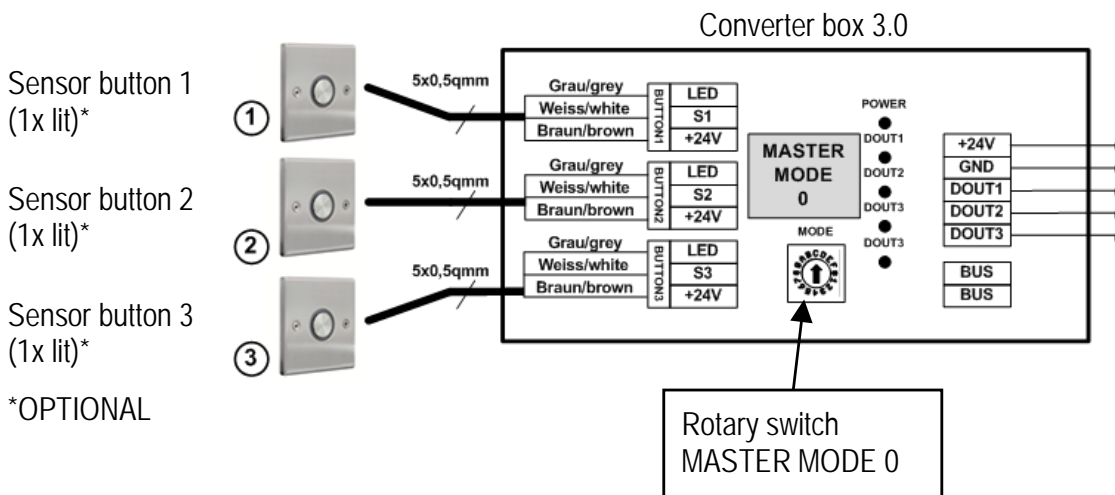 Converter box 3.0
Sensor button 1
(1x lit)*
1
5x0,5qmm
Grau/grey
Weiss/white
Braun/brown
BUTTON1
LED
S1
+24V
Sensor button 2
(1x lit)*
2
5x0,5qmm
Grau/grey
Weiss/white
Braun/brown
BUTTON2
LED
S2
+24V
Sensor button 3
(1x lit)*
3
5x0,5qmm
Grau/grey
Weiss/white
Braun/brown
BUTTON3
LED
S3
+24V
*OPTIONAL
MASTER
MODE
0
MODE
POWER
DOUT1
DOUT2
DOUT3
DOUT3
+24V
GND
DOUT1
DOUT2
DOUT3
BUS
BUS
Rotary switch
MASTER MODE 0